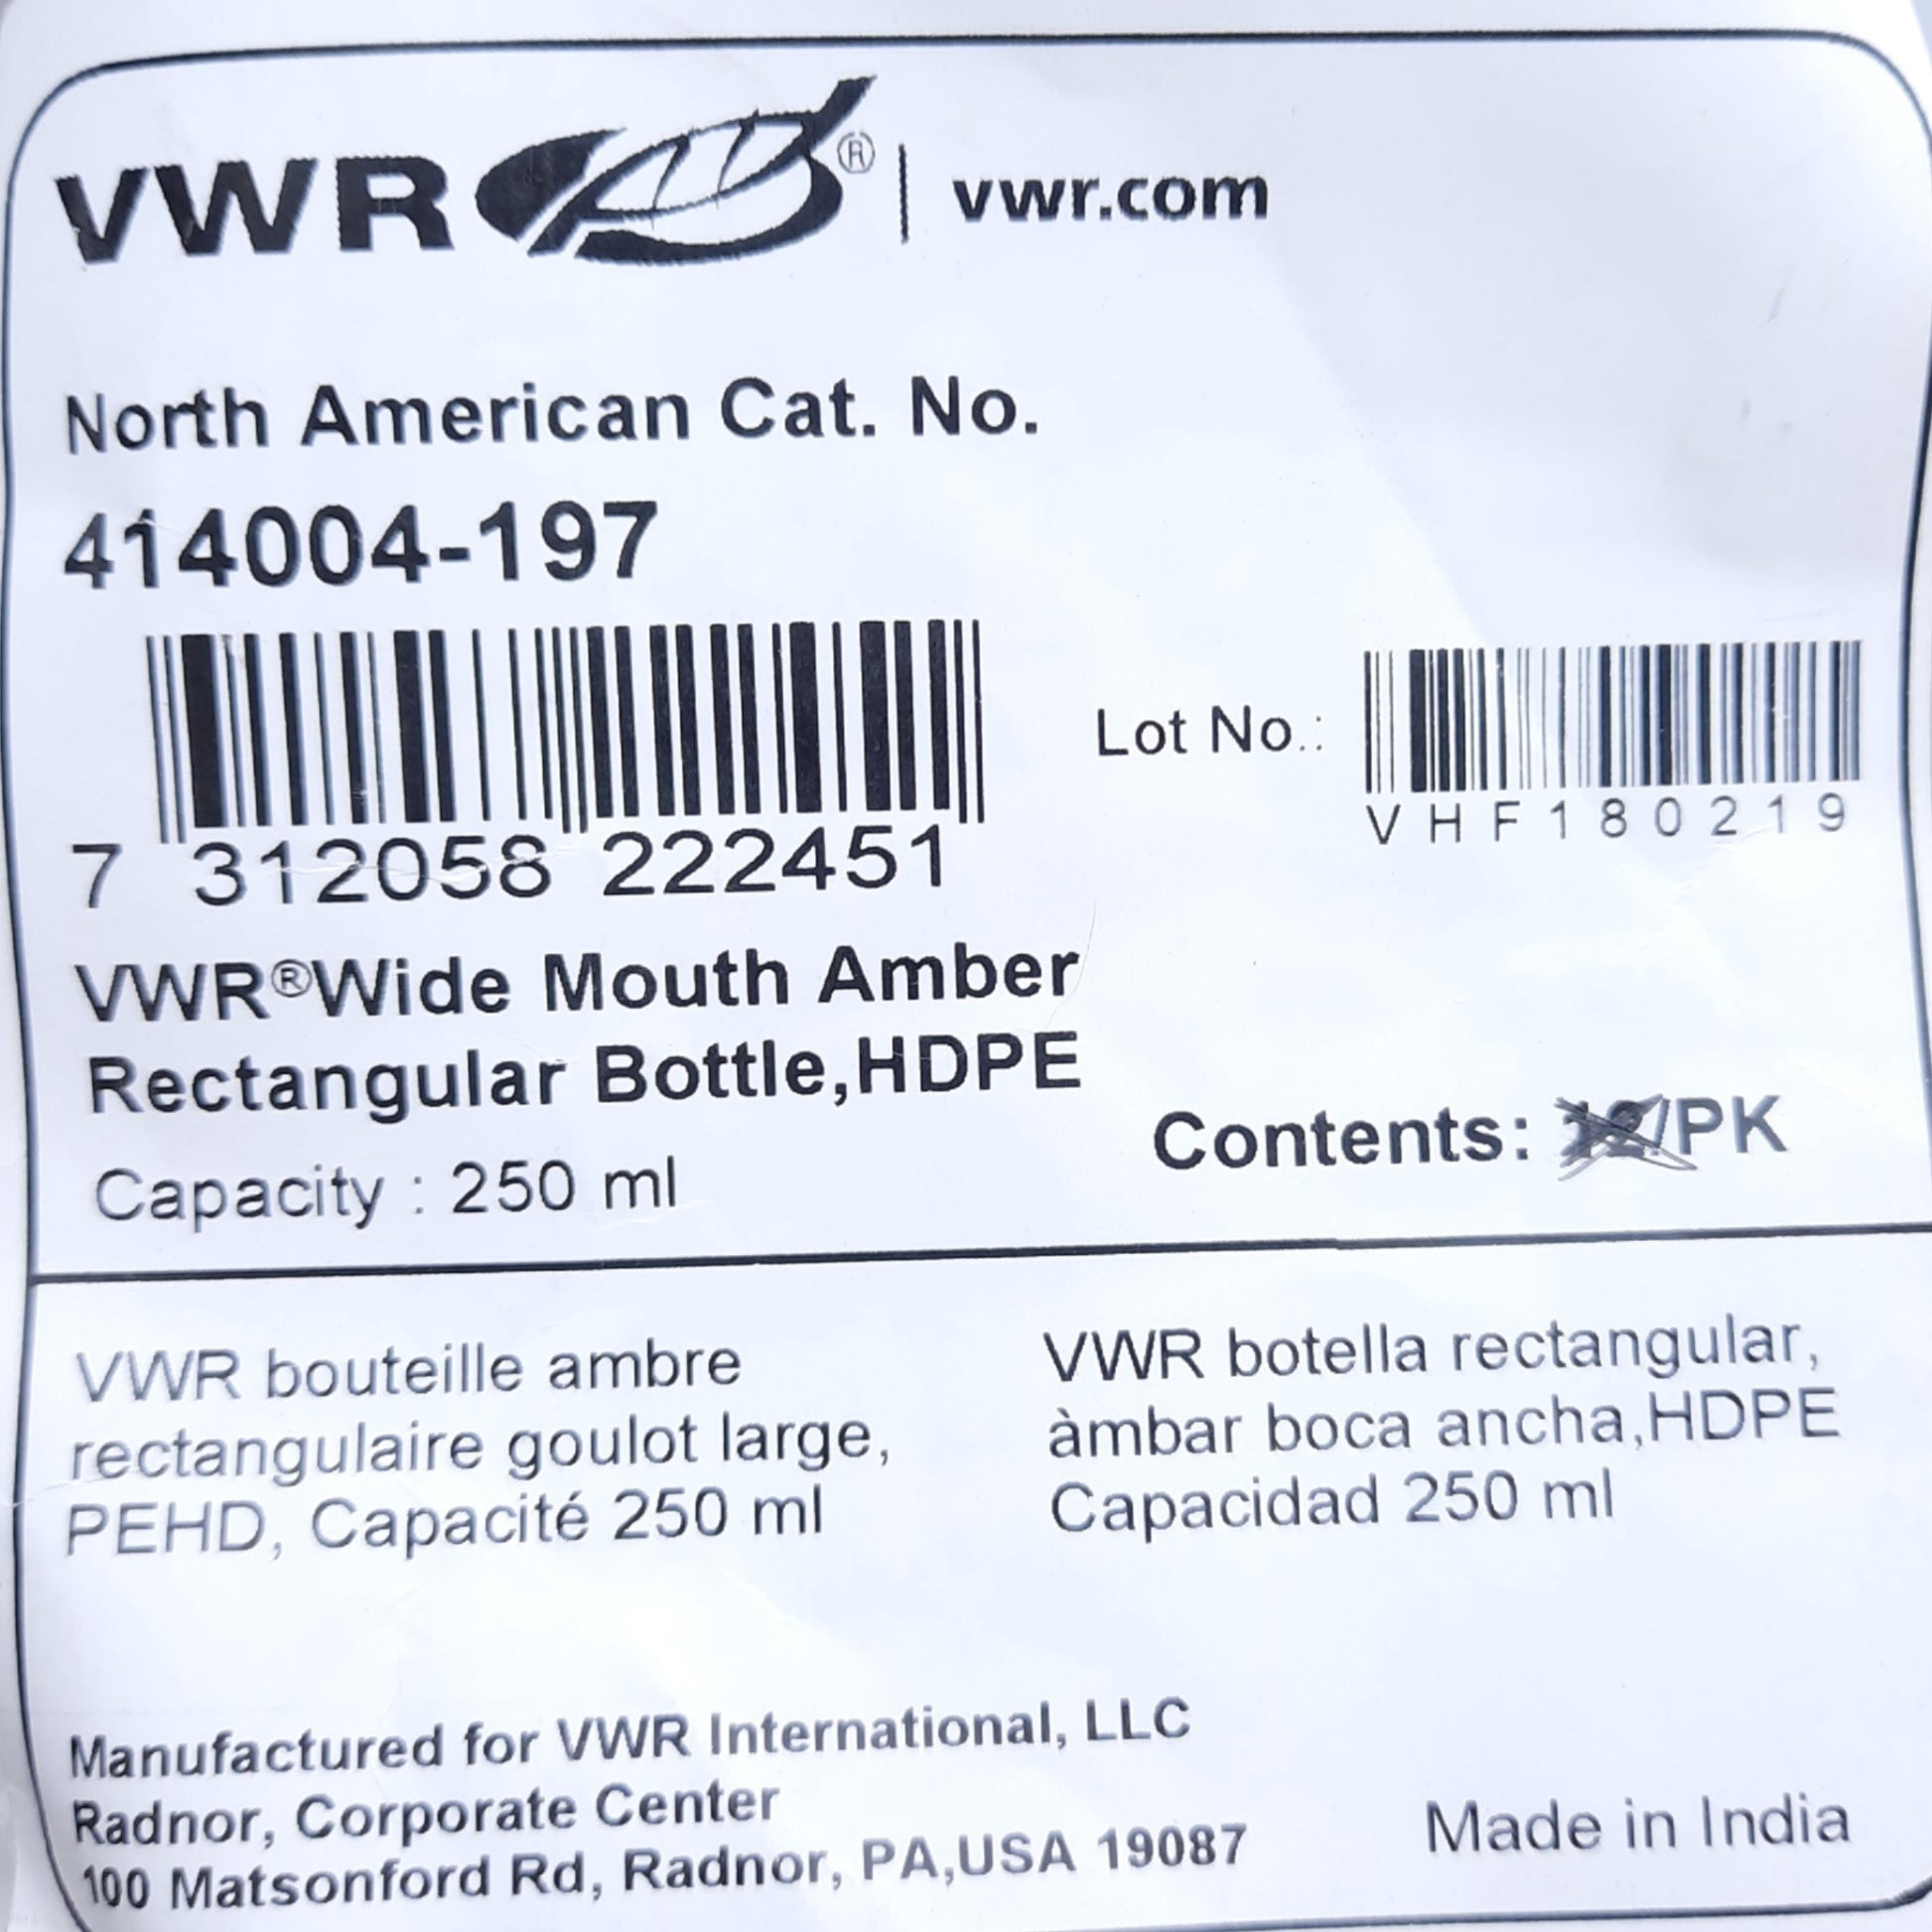 VWR® | vwr.com
North American Cat. No.
414004-197
Lot No.:
VHF180219
7 312058 222451
VWR®Wide Mouth Amber
Rectangular Bottle,HDPE
Capacity : 250 ml
Contents: /PK
VWR bouteille ambre
rectangulaire goulot large,
PEHD, Capacité 250 ml
VWR botella rectangular,
àmbar boca ancha,HDPE
Capacidad 250 ml
Manufactured for VWR International, LLC
Radnor, Corporate Center
100 Matsonford Rd, Radnor, PA,USA 19087
Made in India